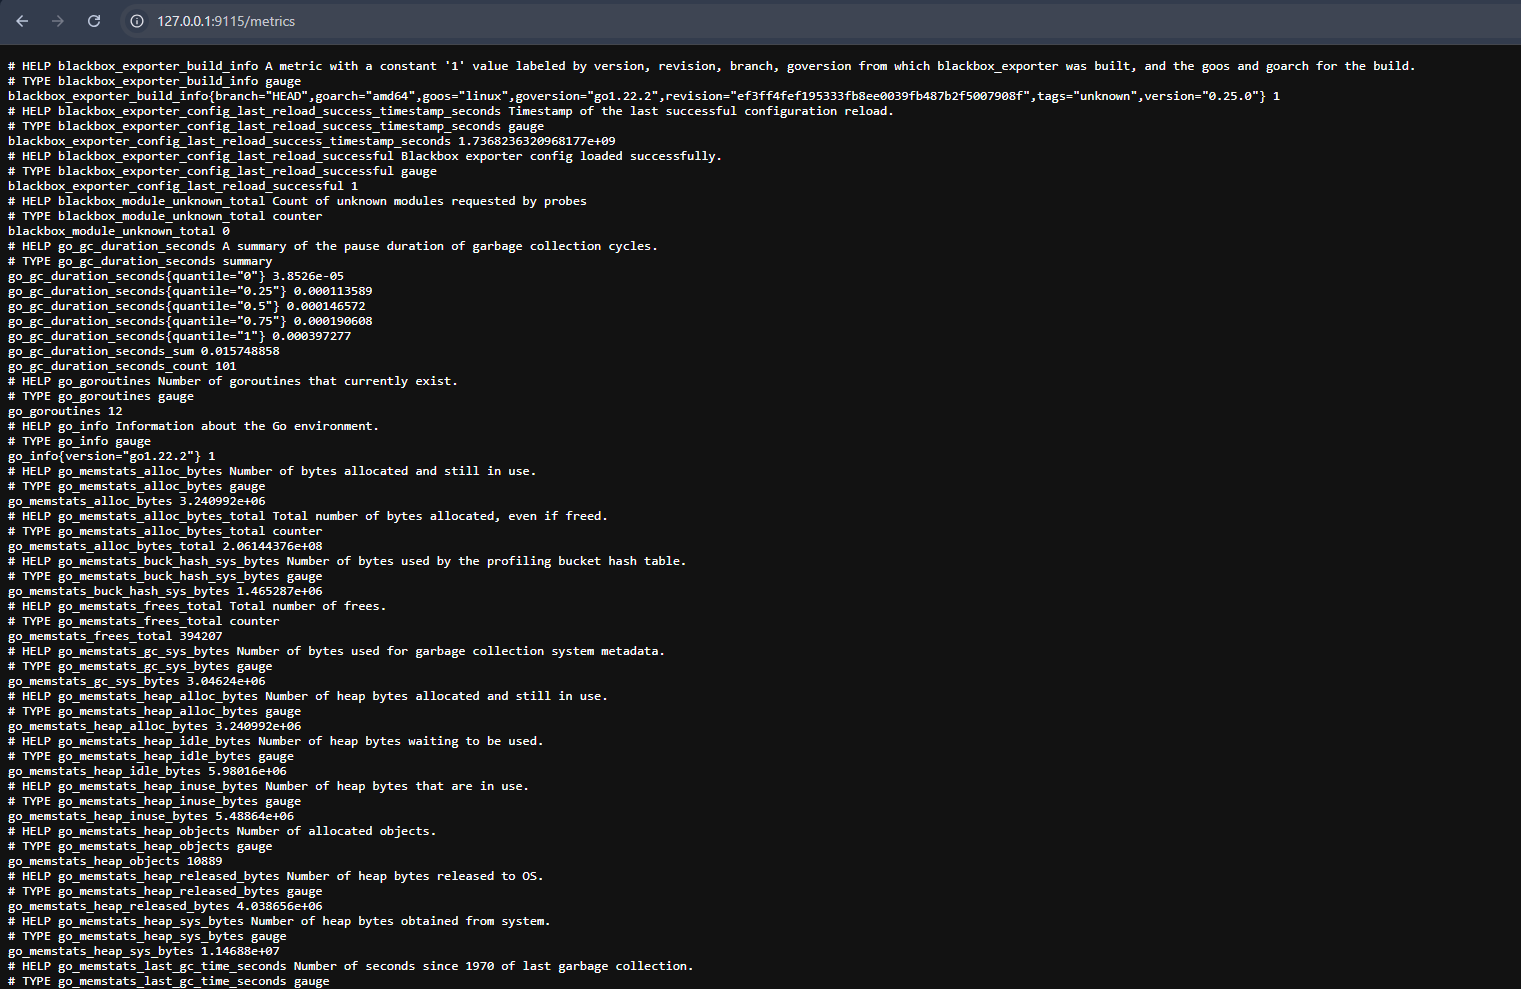 127.0.0.1:9115/metrics
# HELP blackbox_exporter_build_info A metric with a constant '1' value labeled by version, revision, branch, goversion from which blackbox_exporter was built, and the goos and goarch for the build.
# TYPE blackbox_exporter_build_info gauge
blackbox_exporter_build_info{branch="HEAD",goarch="amd64",goos="linux",goversion="go1.22.2",revision="ef3ff4fef195333fb8ee0039fb487b2f5007908f",tags="unknown",version="0.25.0"} 1
# HELP blackbox_exporter_config_last_reload_success_timestamp_seconds Timestamp of the last successful configuration reload.
# TYPE blackbox_exporter_config_last_reload_success_timestamp_seconds gauge
blackbox_exporter_config_last_reload_success_timestamp_seconds 1.7368236320968177e+09
# HELP blackbox_exporter_config_last_reload_successful Blackbox exporter config loaded successfully.
# TYPE blackbox_exporter_config_last_reload_successful gauge
blackbox_exporter_config_last_reload_successful 1
# HELP blackbox_module_unknown_total Count of unknown modules requested by probes
# TYPE blackbox_module_unknown_total counter
blackbox_module_unknown_total 0
# HELP go_gc_duration_seconds A summary of the pause duration of garbage collection cycles.
# TYPE go_gc_duration_seconds summary
go_gc_duration_seconds{quantile="0"} 3.8526e-05
go_gc_duration_seconds{quantile="0.25"} 0.000113589
go_gc_duration_seconds{quantile="0.5"} 0.000146572
go_gc_duration_seconds{quantile="0.75"} 0.000190608
go_gc_duration_seconds{quantile="1"} 0.000397277
go_gc_duration_seconds_sum 0.015748858
go_gc_duration_seconds_count 101
# HELP go_goroutines Number of goroutines that currently exist.
# TYPE go_goroutines gauge
go_goroutines 12
# HELP go_info Information about the Go environment.
# TYPE go_info gauge
go_info{version="go1.22.2"} 1
# HELP go_memstats_alloc_bytes Number of bytes allocated and still in use.
# TYPE go_memstats_alloc_bytes gauge
go_memstats_alloc_bytes 3.240992e+06
# HELP go_memstats_alloc_bytes_total Total number of bytes allocated, even if freed.
# TYPE go_memstats_alloc_bytes_total counter
go_memstats_alloc_bytes_total 2.06144376e+08
# HELP go_memstats_buck_hash_sys_bytes Number of bytes used by the profiling bucket hash table.
# TYPE go_memstats_buck_hash_sys_bytes gauge
go_memstats_buck_hash_sys_bytes 1.465287e+06
# HELP go_memstats_frees_total Total number of frees.
# TYPE go_memstats_frees_total counter
go_memstats_frees_total 394207
# HELP go_memstats_gc_sys_bytes Number of bytes used for garbage collection system metadata.
# TYPE go_memstats_gc_sys_bytes gauge
go_memstats_gc_sys_bytes 3.04624e+06
# HELP go_memstats_heap_alloc_bytes Number of heap bytes allocated and still in use.
# TYPE go_memstats_heap_alloc_bytes gauge
go_memstats_heap_alloc_bytes 3.240992e+06
# HELP go_memstats_heap_idle_bytes Number of heap bytes waiting to be used.
# TYPE go_memstats_heap_idle_bytes gauge
go_memstats_heap_idle_bytes 5.98016e+06
# HELP go_memstats_heap_inuse_bytes Number of heap bytes that are in use.
# TYPE go_memstats_heap_inuse_bytes gauge
go_memstats_heap_inuse_bytes 5.48864e+06
# HELP go_memstats_heap_objects Number of allocated objects.
# TYPE go_memstats_heap_objects gauge
go_memstats_heap_objects 10889
# HELP go_memstats_heap_released_bytes Number of heap bytes released to OS.
# TYPE go_memstats_heap_released_bytes gauge
go_memstats_heap_released_bytes 4.038656e+06
# HELP go_memstats_heap_sys_bytes Number of heap bytes obtained from system.
# TYPE go_memstats_heap_sys_bytes gauge
go_memstats_heap_sys_bytes 1.14688e+07
# HELP go_memstats_last_gc_time_seconds Number of seconds since 1970 of last garbage collection.
# TYPE go_memstats_last_gc_time_seconds gauge